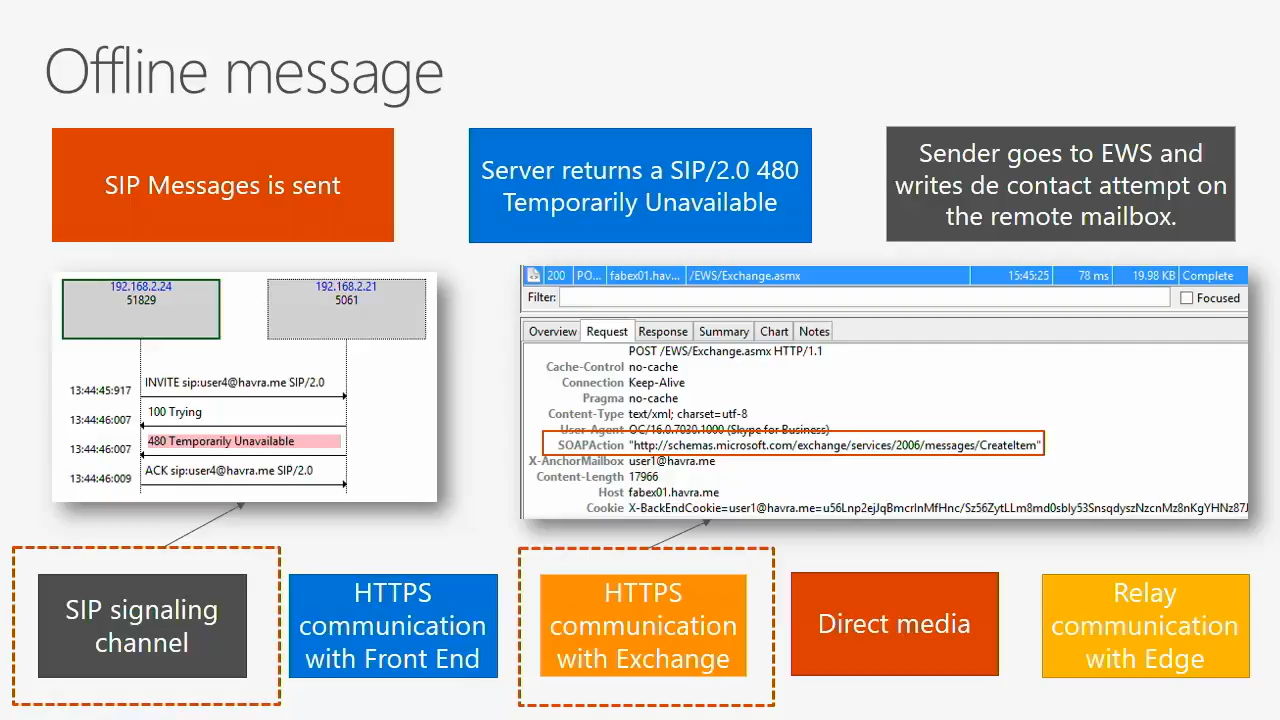 Offline message
SIP Messages is sent
Server returns a SIP/2.0 480
Temporarily Unavailable
Sender goes to EWS and
writes de contact attempt on
the remote mailbox.
192.168.2.24
51829
192.168.2.21
5061
13:44:45:917
INVITE sip:user4@havra.me SIP/2.0
13:44:46:007
100 Trying
13:44:46:007
480 Temporarily Unavailable
13:44:46:009
ACK sip:user4@havra.me SIP/2.0
200 PO... fabex01.hav... /EWS/Exchange.asmx 15:45:25 78 ms 19.98 KB Complete
Filter: Focused
Overview Request Response Summary Chart Notes
POST /EWS/Exchange.asmx HTTP/1.1
Cache-Control no-cache
Connection Keep-Alive
Pragma no-cache
Content-Type text/xml; charset=utf-8
User-Agent OC/16.0.7030.1000 (Skype for Business)
SOAPAction "http://schemas.microsoft.com/exchange/services/2006/messages/CreateItem"
X-AnchorMailbox user1@havra.me
Content-Length 17966
Host fabex01.havra.me
Cookie
SIP signaling
channel
HTTPS
communication
with Front End
HTTPS
communication
with Exchange
Direct media
Relay
communication
with Edge